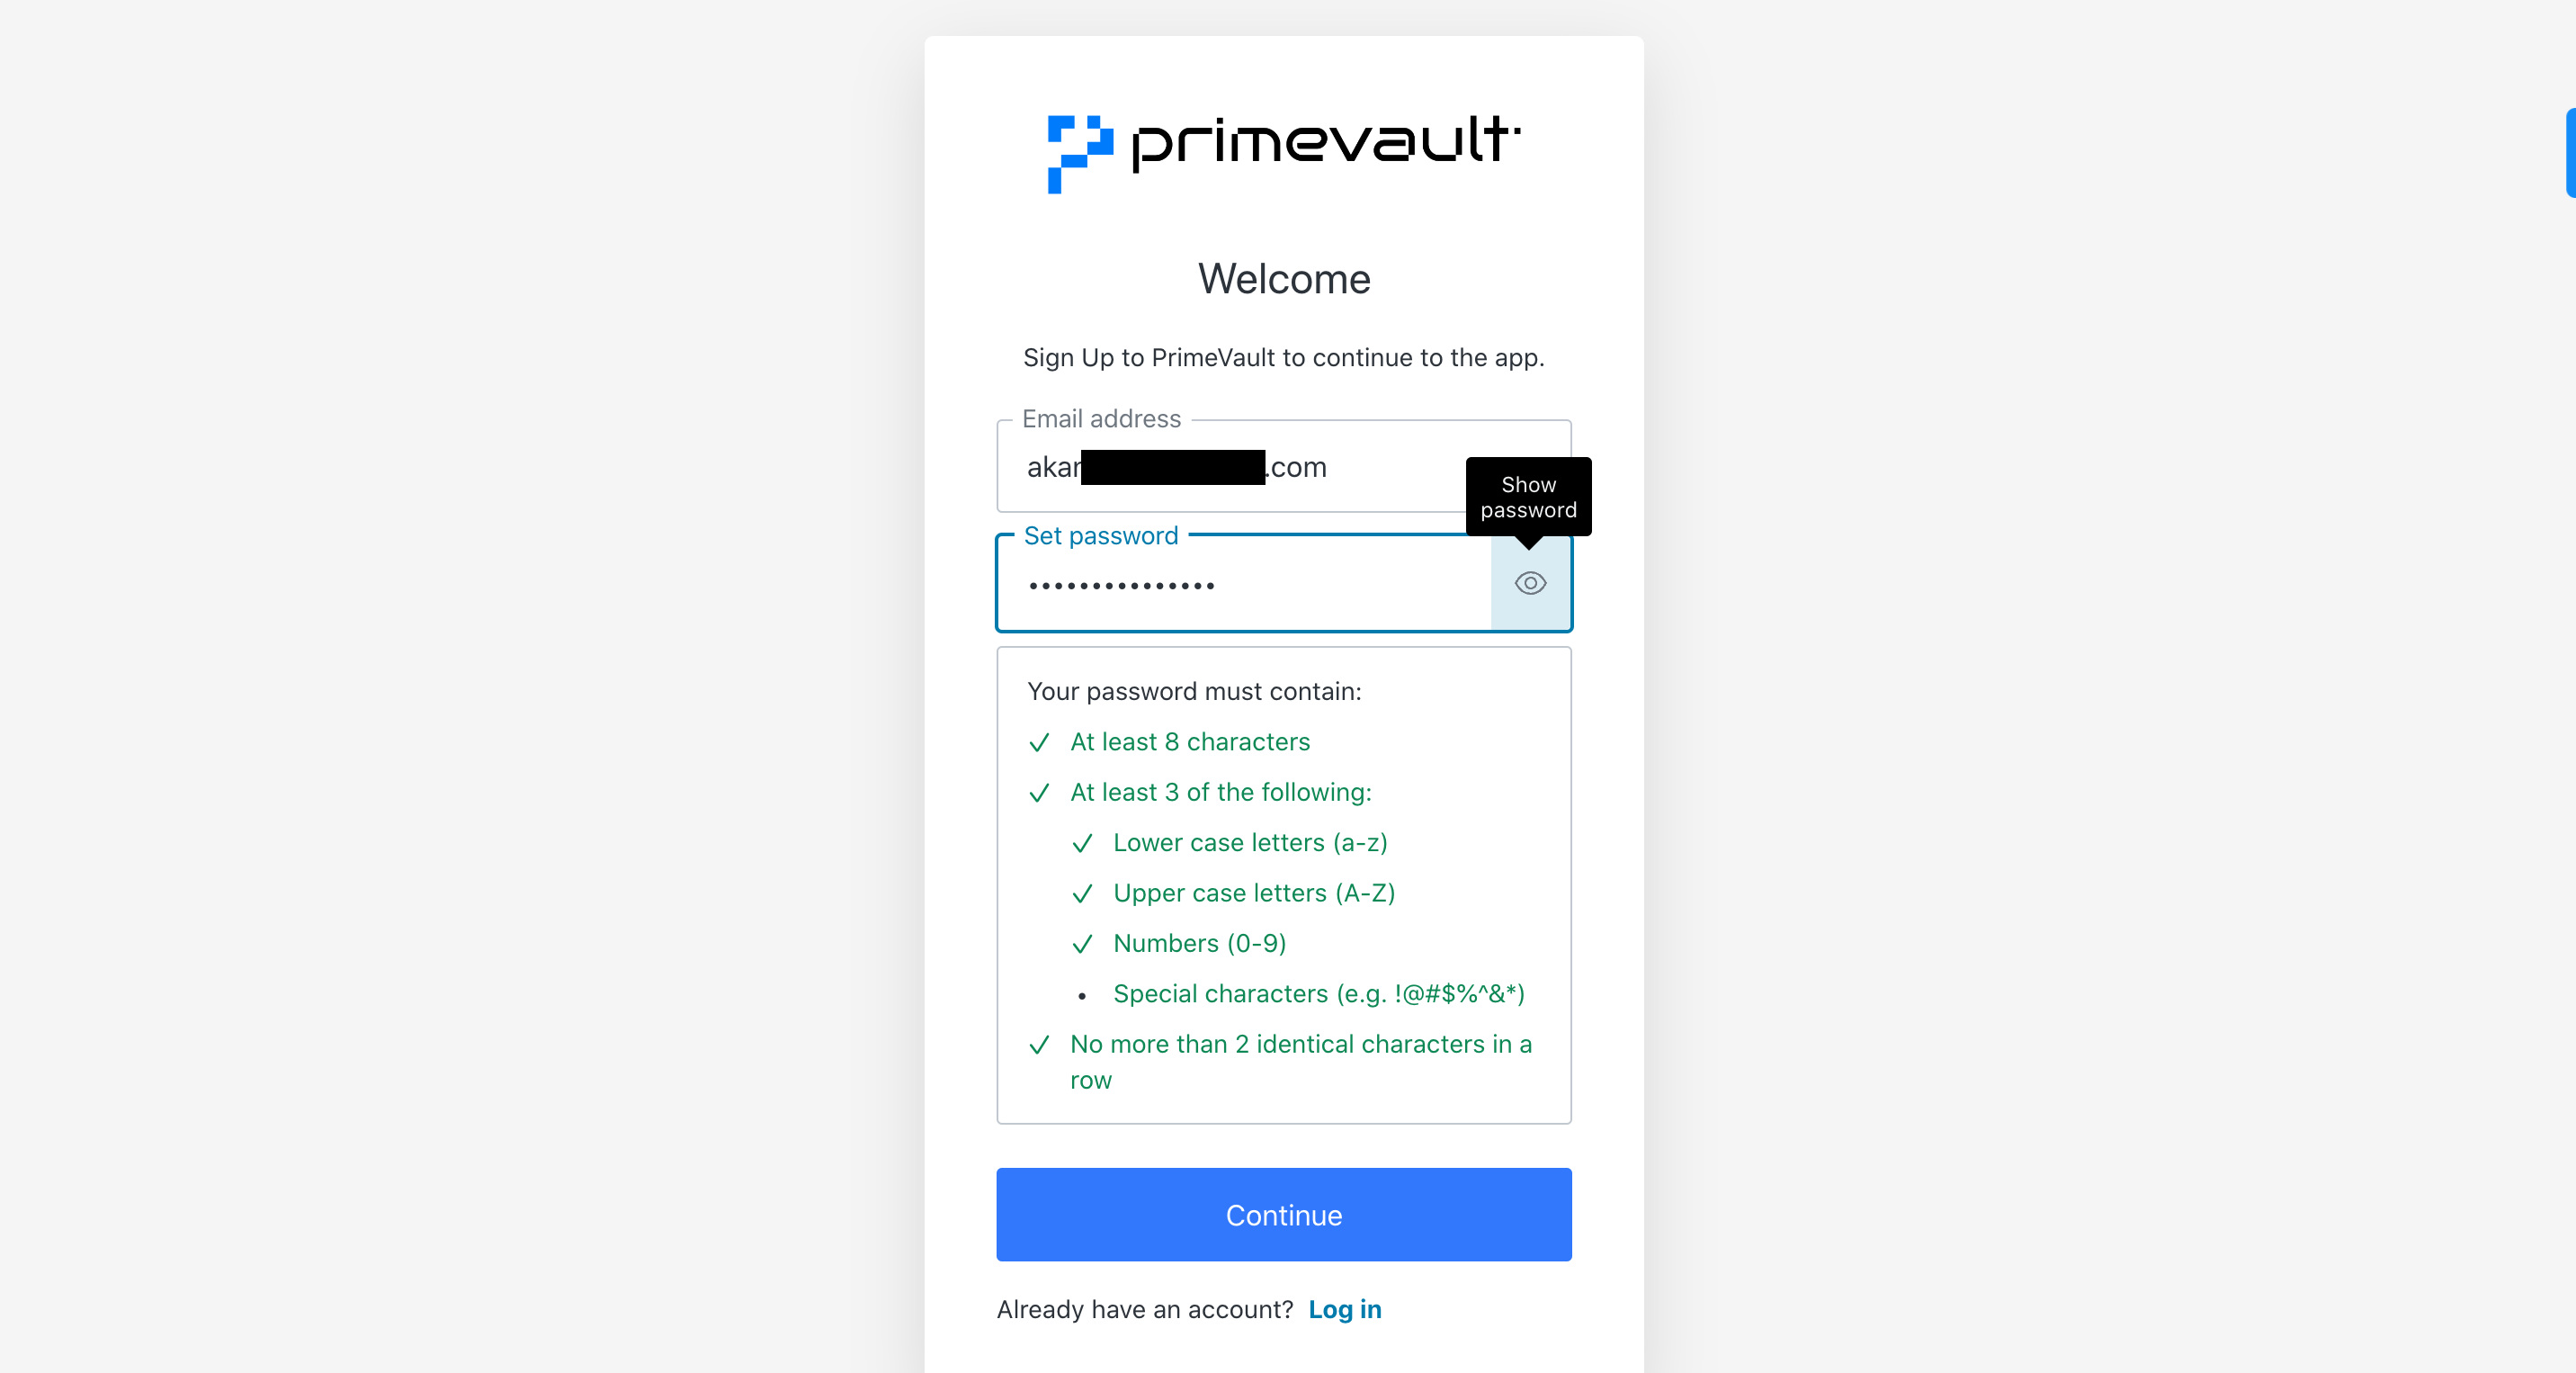 primevault
Welcome
Sign Up to PrimeVault to continue to the app.
Email address
akar .com
Show
password
Set password
•••••••••••••••
Your password must contain:
At least 8 characters
At least 3 of the following:
Lower case letters (a-z)
Upper case letters (A-Z)
Numbers (0-9)
• Special characters (e.g. !@#$%^&*)
No more than 2 identical characters in a
row
Continue
Already have an account? Log in